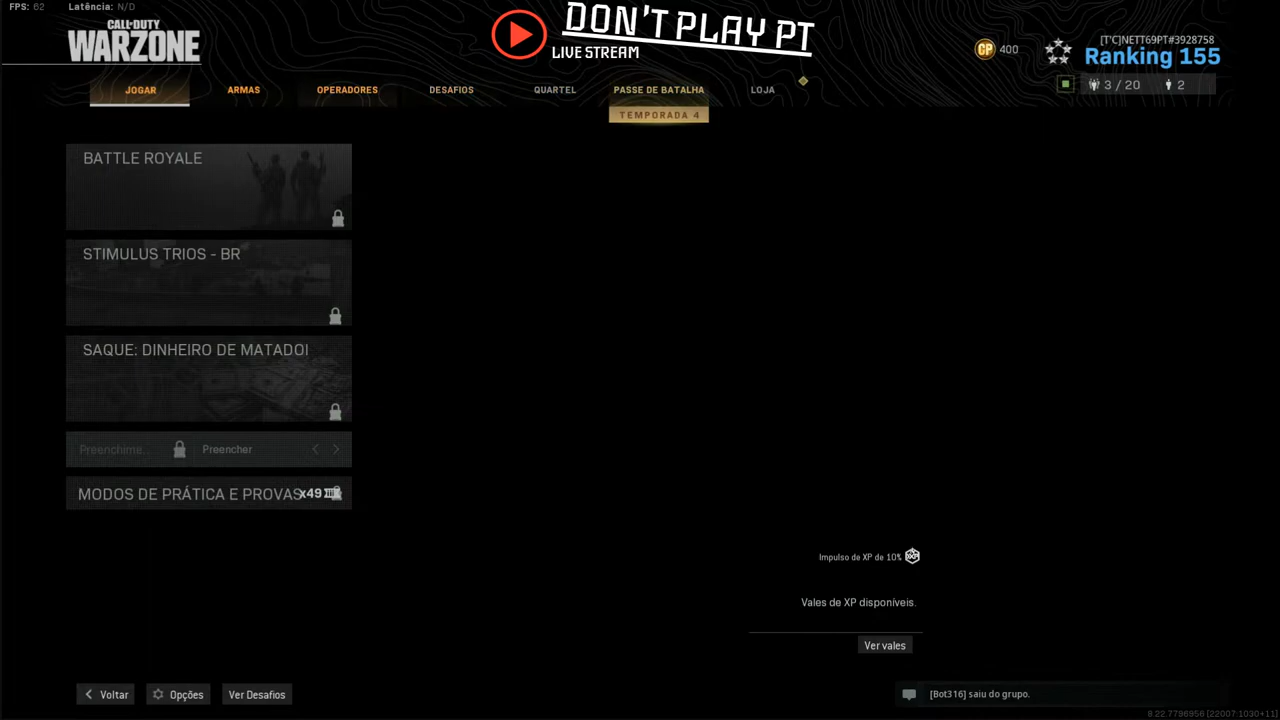 FPS: 62
Latência: N/D
CALL·DUTY
WARZONE
DON'T PLAY PT
LIVE STREAM
CP 400
[T'C]NETT69PT#3928758
Ranking 155
3 / 20
2
JOGAR
ARMAS
OPERADORES
DESAFIOS
QUARTEL
PASSE DE BATALHA
LOJA
TEMPORADA 4
BATTLE ROYALE
STIMULUS TRIOS - BR
SAQUE: DINHEIRO DE MATADOI
Preenchime..
Preencher
MODOS DE PRÁTICA E PROVAS
x49
Impulso de XP de 10%
Vales de XP disponíveis.
Ver vales
Voltar
Opções
Ver Desafios
[Bot316] saiu do grupo.
9.22.7796956 (22007:1030+11)